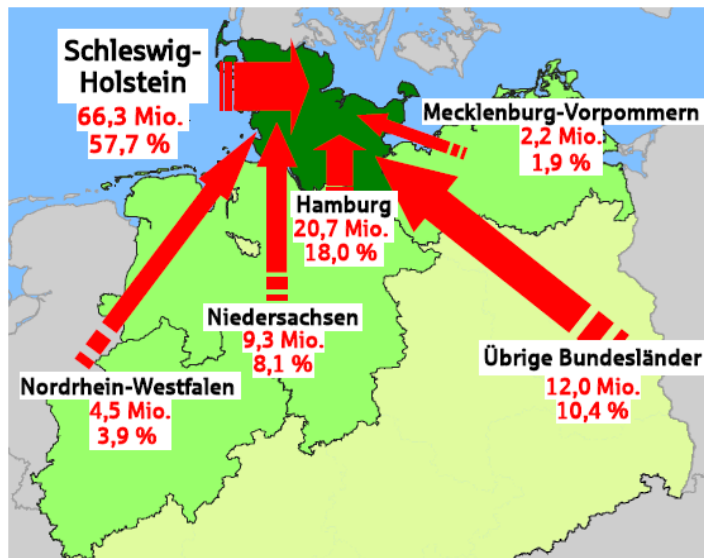 Schleswig-
Holstein
66,3 Mio.
57,7 %
Mecklenburg-Vorpommern
2,2 Mio.
1,9 %
Hamburg
20,7 Mio.
18,0 %
Niedersachsen
9,3 Mio.
8,1 %
Übrige Bundesländer
12,0 Mio.
10,4 %
Nordrhein-Westfalen
4,5 Mio.
3,9 %